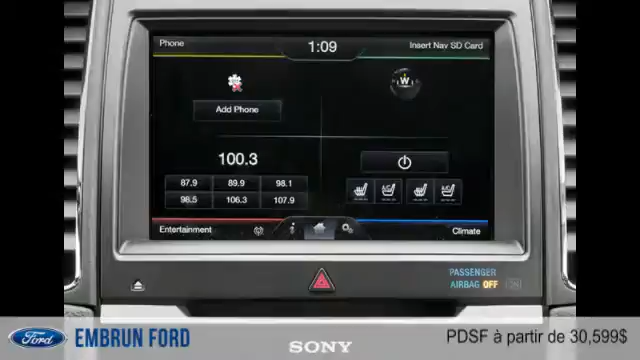 Phone
1:09
Insert Nav SD Card
W
Add Phone
100.3
87.9 89.9 98.1
98.5 106.3 107.9
Entertainment
i
Climate
PASSENGER
AIRBAG OFF
SONY
Ford
EMBRUN FORD
PDSF à partir de 30,599$